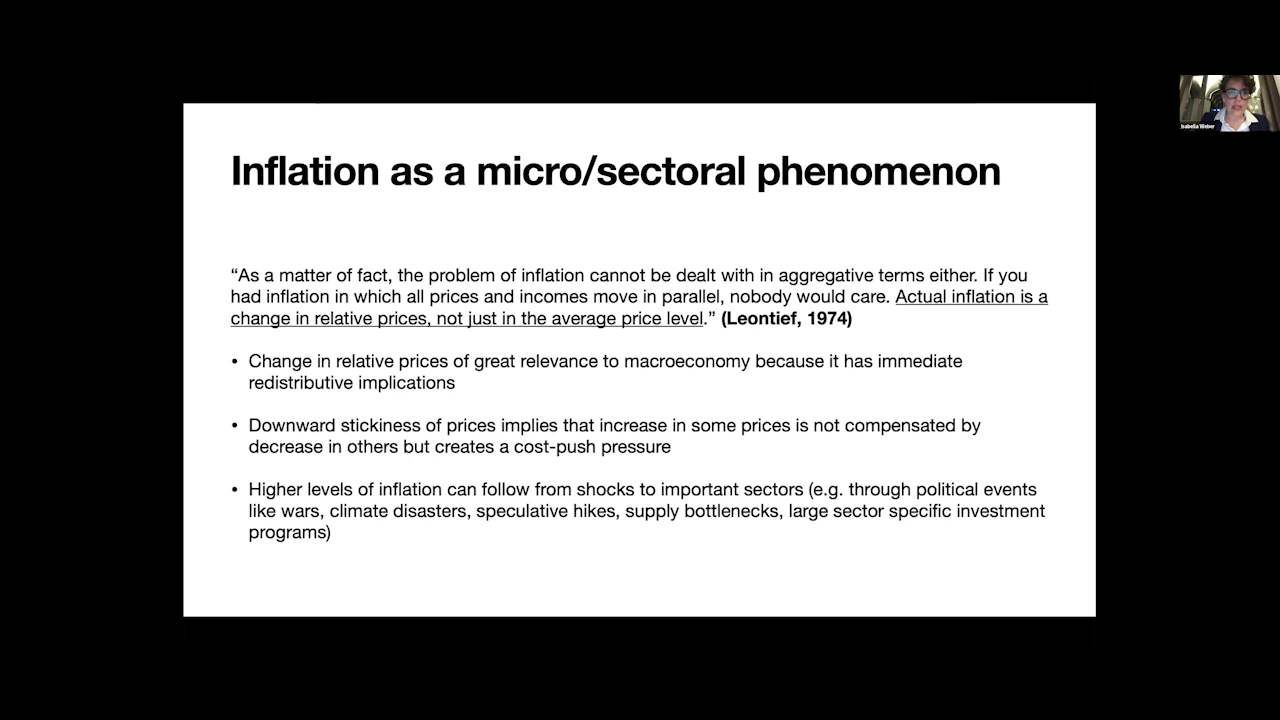 Inflation as a micro/sectoral phenomenon
“As a matter of fact, the problem of inflation cannot be dealt with in aggregative terms either. If you
had inflation in which all prices and incomes move in parallel, nobody would care. Actual inflation is a
change in relative prices, not just in the average price level.” (Leontief, 1974)
• Change in relative prices of great relevance to macroeconomy because it has immediate
redistributive implications
• Downward stickiness of prices implies that increase in some prices is not compensated by
decrease in others but creates a cost-push pressure
• Higher levels of inflation can follow from shocks to important sectors (e.g. through political events
like wars, climate disasters, speculative hikes, supply bottlenecks, large sector specific investment
programs)
Isabella Weber